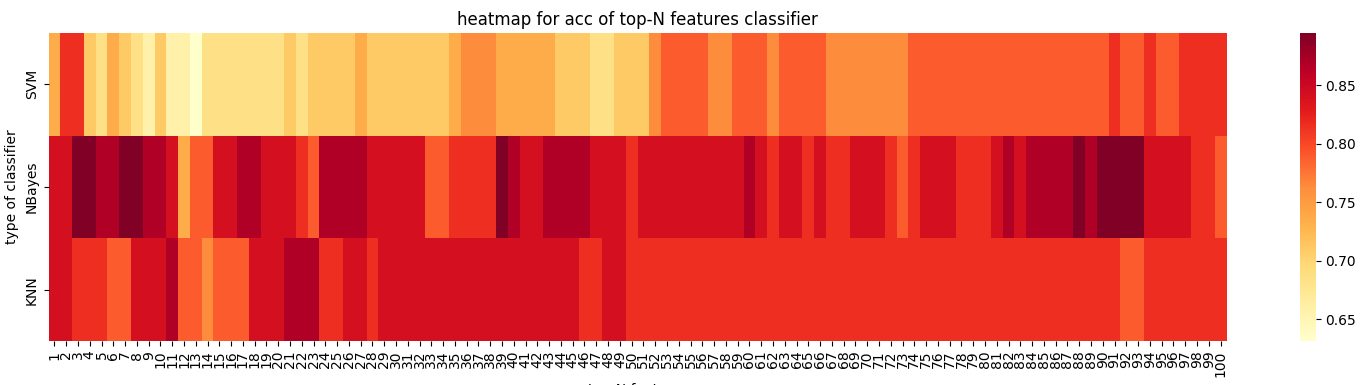 heatmap for acc of top-N features classifier
type of classifier
SVM
NBayes
KNN
1 2 3 4 5 6 7 8 9 10 11 12 13 14 15 16 17 18 19 20 21 22 23 24 25 26 27 28 29 30 31 32 33 34 35 36 37 38 39 40 41 42 43 44 45 46 47 48 49 50 51 52 53 54 55 56 57 58 59 60 61 62 63 64 65 66 67 68 69 70 71 72 73 74 75 76 77 78 79 80 81 82 83 84 85 86 87 88 89 90 91 92 93 94 95 96 97 98 99 100
0.85
0.80
0.75
0.70
0.65